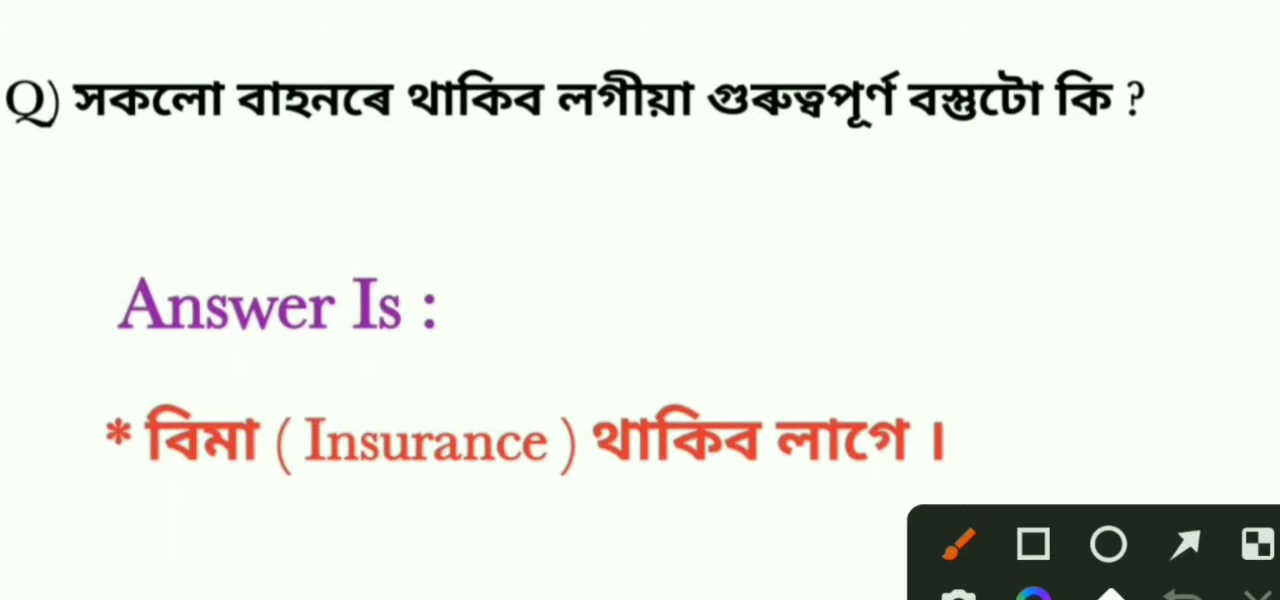 Q) সকলো বাহনৰে থাকিব লগীয়া গুৰুত্বপূৰ্ণ বস্তুটো কি ?
Answer Is :
* বিমা ( Insurance ) থাকিব লাগে ।